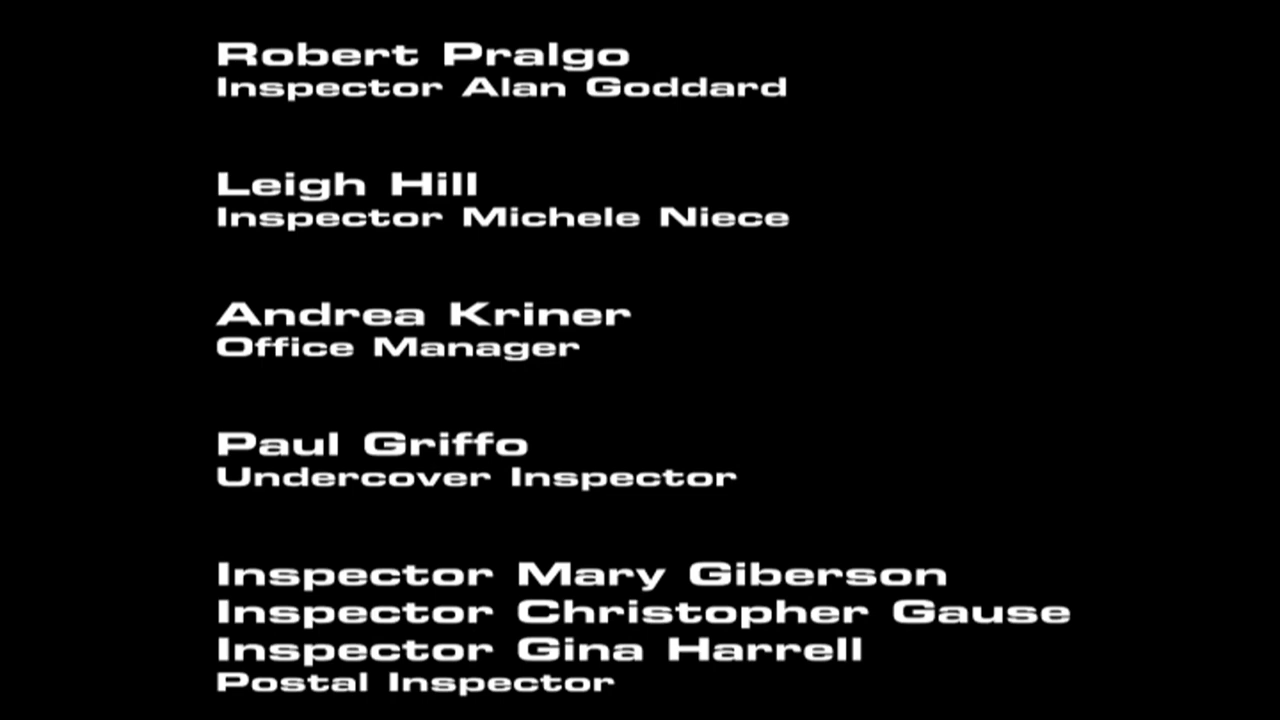 Robert Pralgo
Inspector Alan Goddard
Leigh Hill
Inspector Michele Niece
Andrea Kriner
Office Manager
Paul Griffo
Undercover Inspector
Inspector Mary Giberson
Inspector Christopher Gause
Inspector Gina Harrell
Postal Inspector